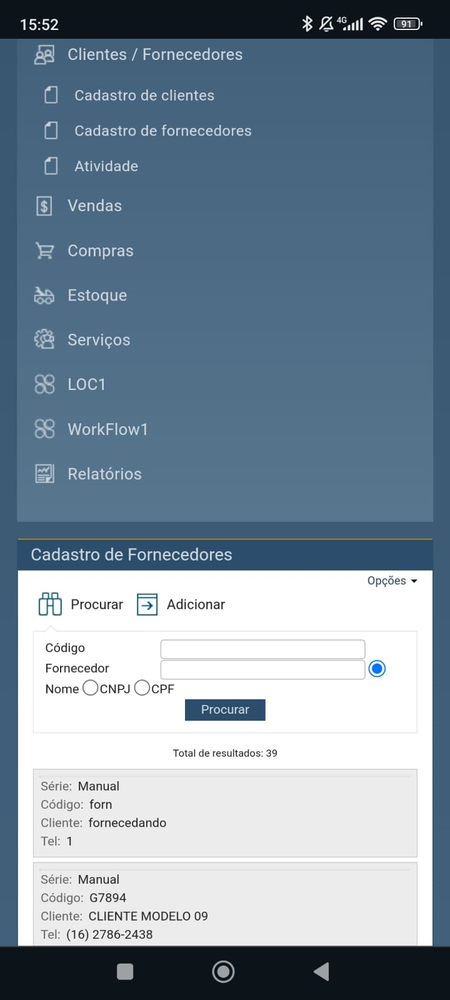 15:52
4G
91
Clientes / Fornecedores
Cadastro de clientes
Cadastro de fornecedores
Atividade
Vendas
Compras
Estoque
Serviços
LOC1
WorkFlow1
Relatórios
Cadastro de Fornecedores
Opções
Procurar Adicionar
Código
Fornecedor
Nome CNPJ CPF
Procurar
Total de resultados: 39
Série: Manual
Código: forn
Cliente: fornecedando
Tel: 1
Série: Manual
Código: G7894
Cliente: CLIENTE MODELO 09
Tel: (16) 2786-2438